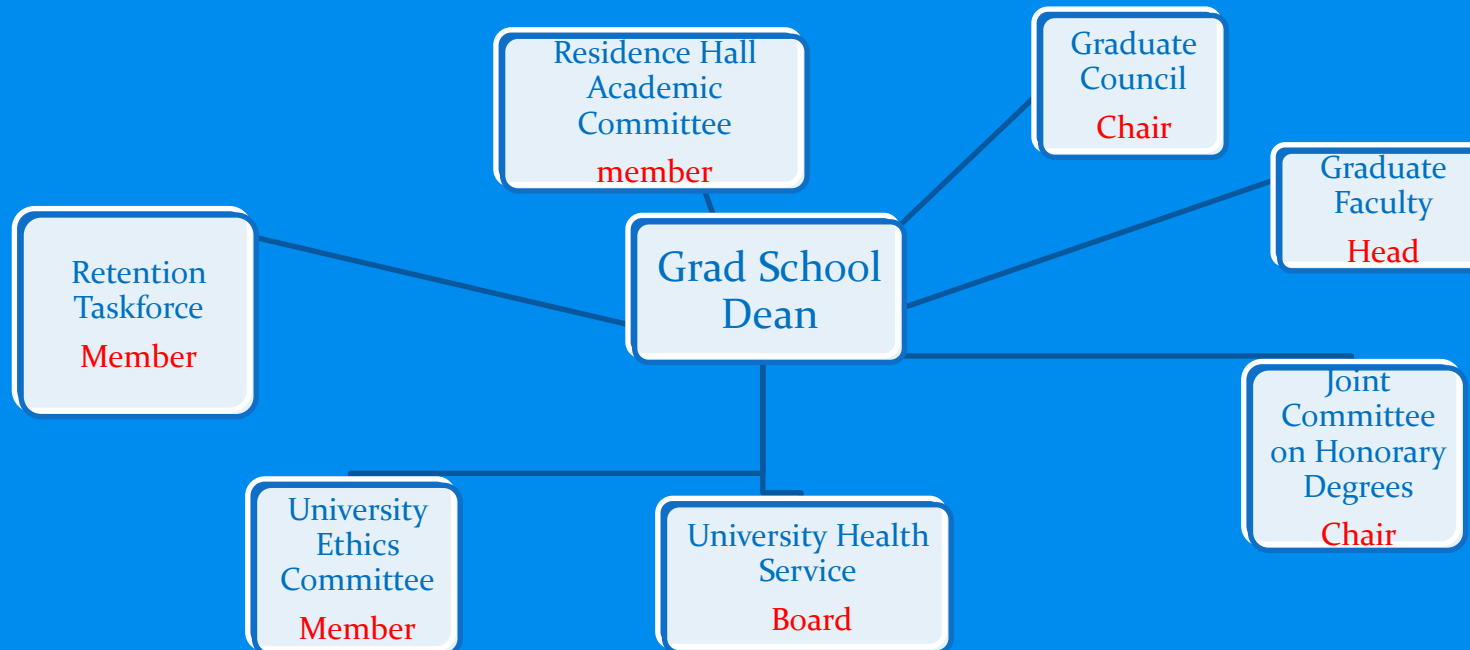 Residence Hall
Academic
Committee
member
Graduate
Council
Chair
Graduate
Faculty
Head
Retention
Taskforce
Member
Grad School
Dean
Joint
Committee
on Honorary
Degrees
Chair
University
Ethics
Committee
Member
University Health
Service
Board